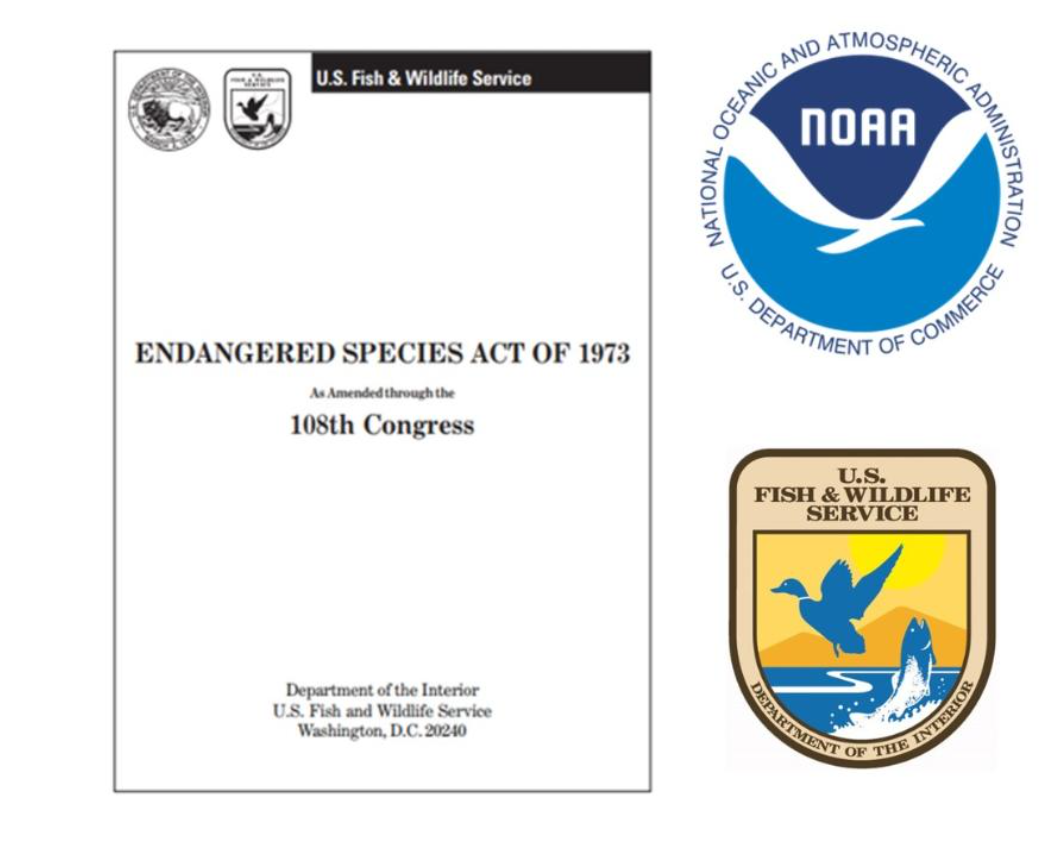 U.S. Fish & Wildlife Service
ENDANGERED SPECIES ACT OF 1973
As Amended through the
108th Congress
Department of the Interior
U.S. Fish and Wildlife Service
Washington, D.C. 20240
NATIONAL OCEANIC AND ATMOSPHERIC ADMINISTRATION
NOAA
U.S. DEPARTMENT OF COMMERCE
U.S.
FISH & WILDLIFE
SERVICE
DEPARTMENT OF THE INTERIOR